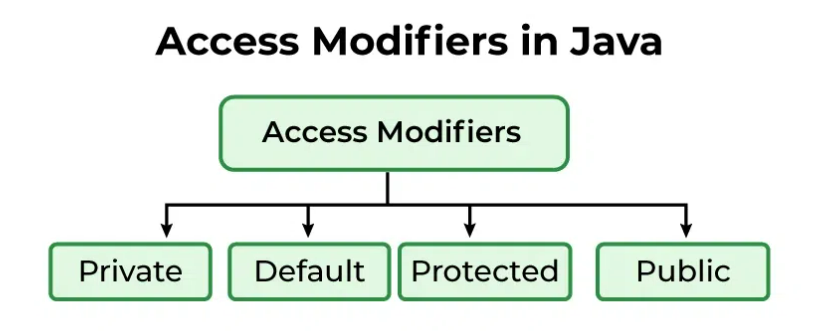 Access Modifiers in Java
Access Modifiers
Private
Default
Protected
Public